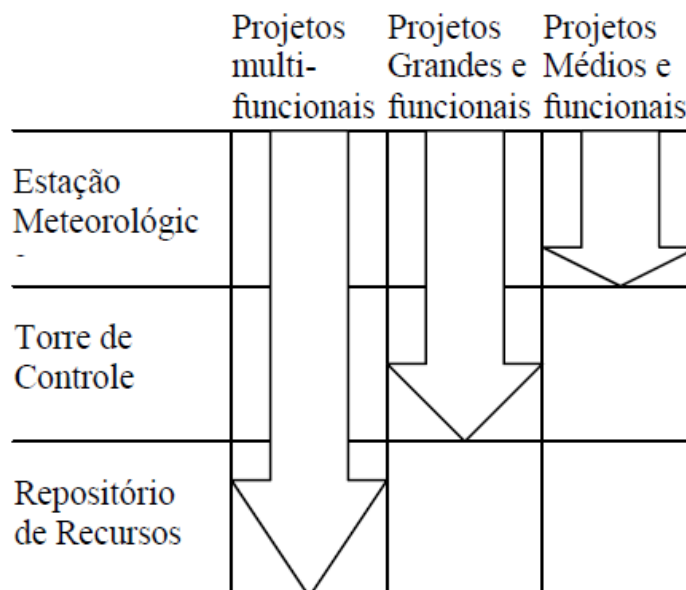 Projetos
multi-
funcionais
Projetos
Grandes e
funcionais
Projetos
Médios e
funcionais
Estação
Meteorológic
-
Torre de
Controle
Repositório
de Recursos